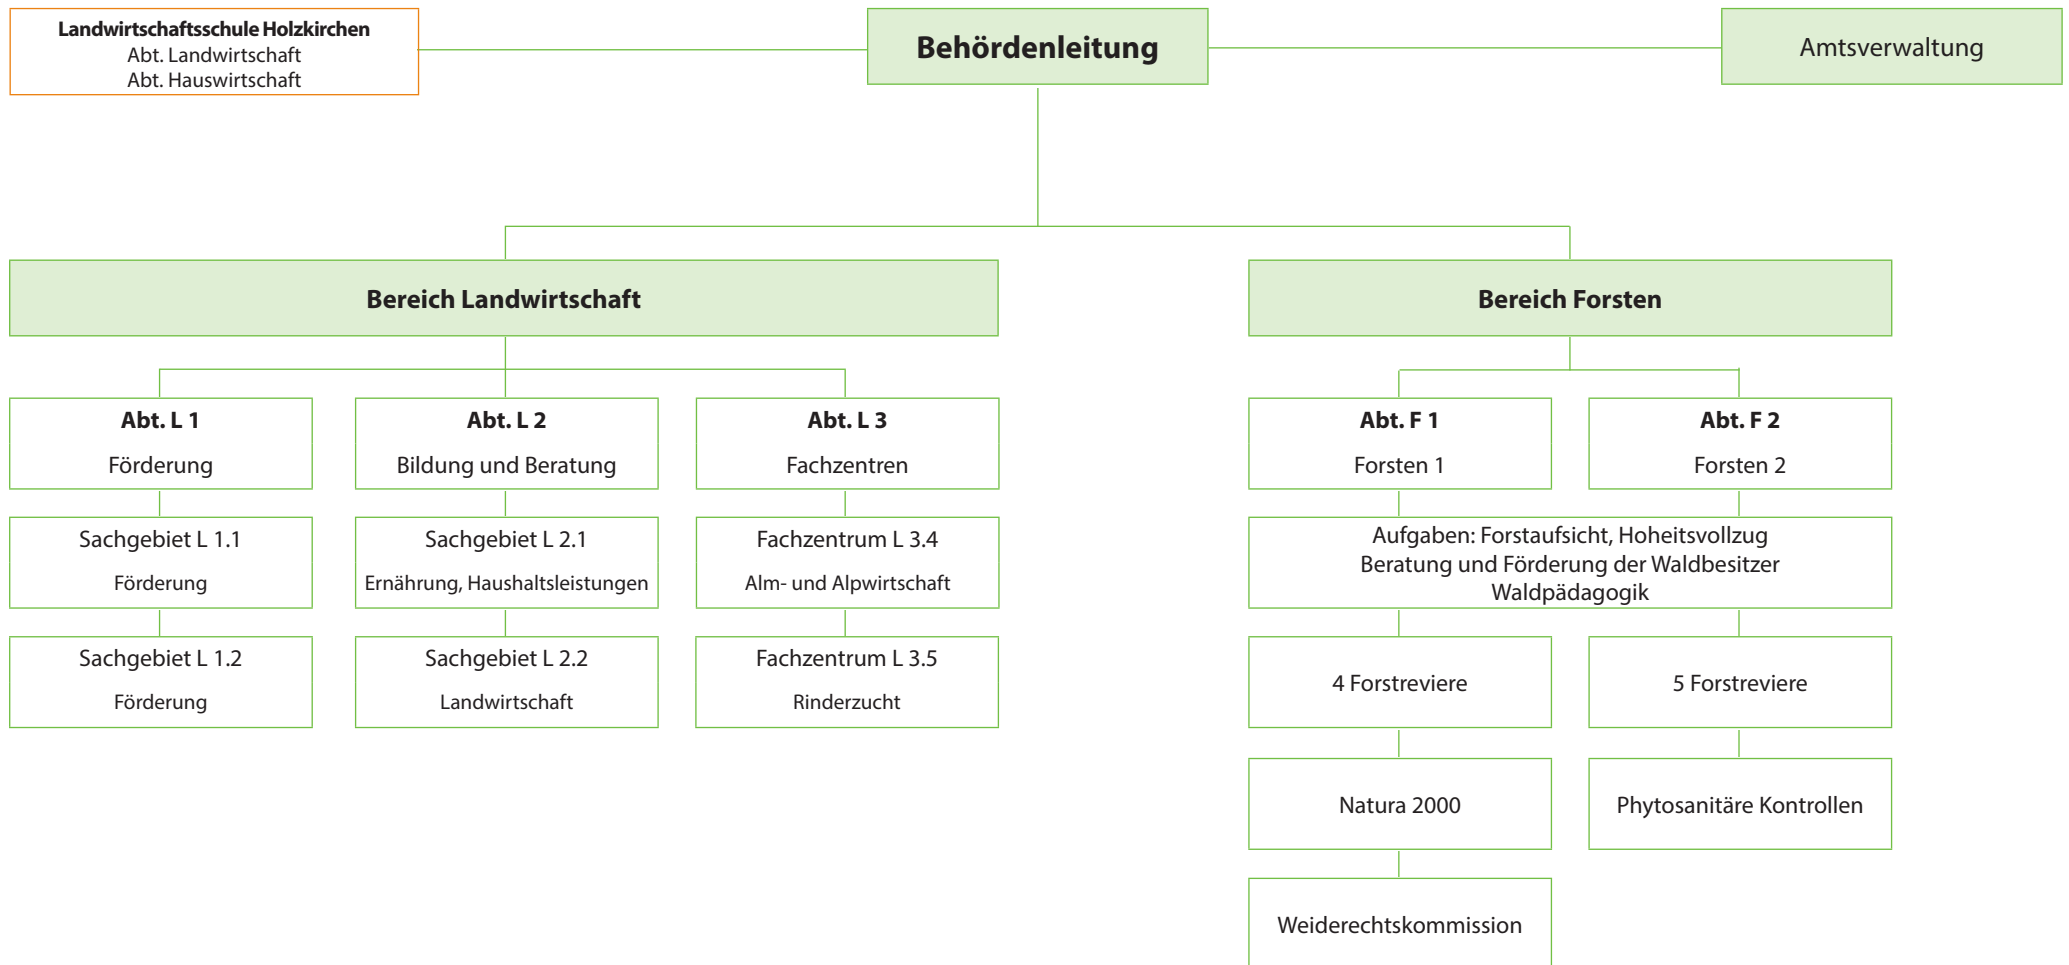 Landwirtschaftsschule Holzkirchen
Abt. Landwirtschaft
Abt. Hauswirtschaft
Behördenleitung
Amtsverwaltung
Bereich Landwirtschaft
Bereich Forsten
Abt. L 1
Förderung
Abt. L 2
Bildung und Beratung
Abt. L 3
Fachzentren
Abt. F 1
Forsten 1
Abt. F 2
Forsten 2
Sachgebiet L 1.1
Förderung
Sachgebiet L 2.1
Ernährung, Haushaltsleistungen
Fachzentrum L 3.4
Alm- und Alpwirtschaft
Aufgaben: Forstaufsicht, Hoheitsvollzug
Beratung und Förderung der Waldbesitzer
Waldpädagogik
Sachgebiet L 1.2
Förderung
Sachgebiet L 2.2
Landwirtschaft
Fachzentrum L 3.5
Rinderzucht
4 Forstreviere
5 Forstreviere
Natura 2000
Phytosanitäre Kontrollen
Weiderechtskommission